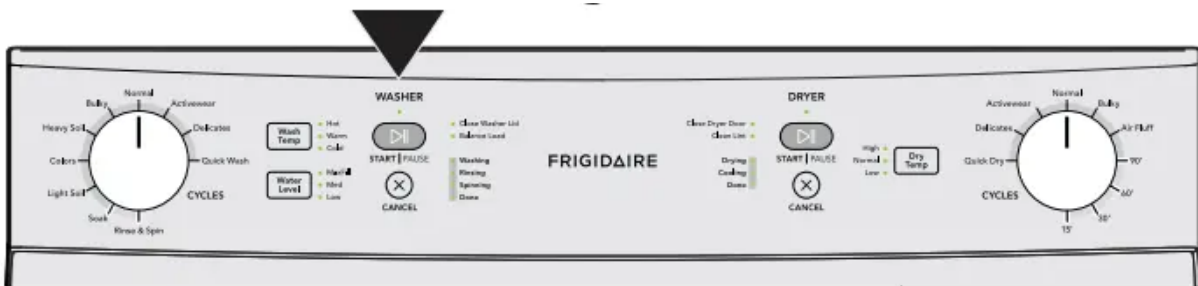 Normal
Bulky
Activewear
Heavy Soil
Delicates
Colors
Quick Wash
Light Soil
Soak
Rinse & Spin
CYCLES
Wash
Temp
Hot
Warm
Cold
Water
Level
MaxFill
Med
Low
WASHER
START | PAUSE
CANCEL
Close Washer Lid
Balance Load
Washing
Rinsing
Spinning
Done
FRIGIDAIRE
Close Dryer Door
Clean Lint
Drying
Cooling
Done
DRYER
START | PAUSE
CANCEL
High
Normal
Low
Dry
Temp
Normal
Activewear
Bulky
Delicates
Air Fluff
Quick Dry
90'
60'
CYCLES
30'
15'